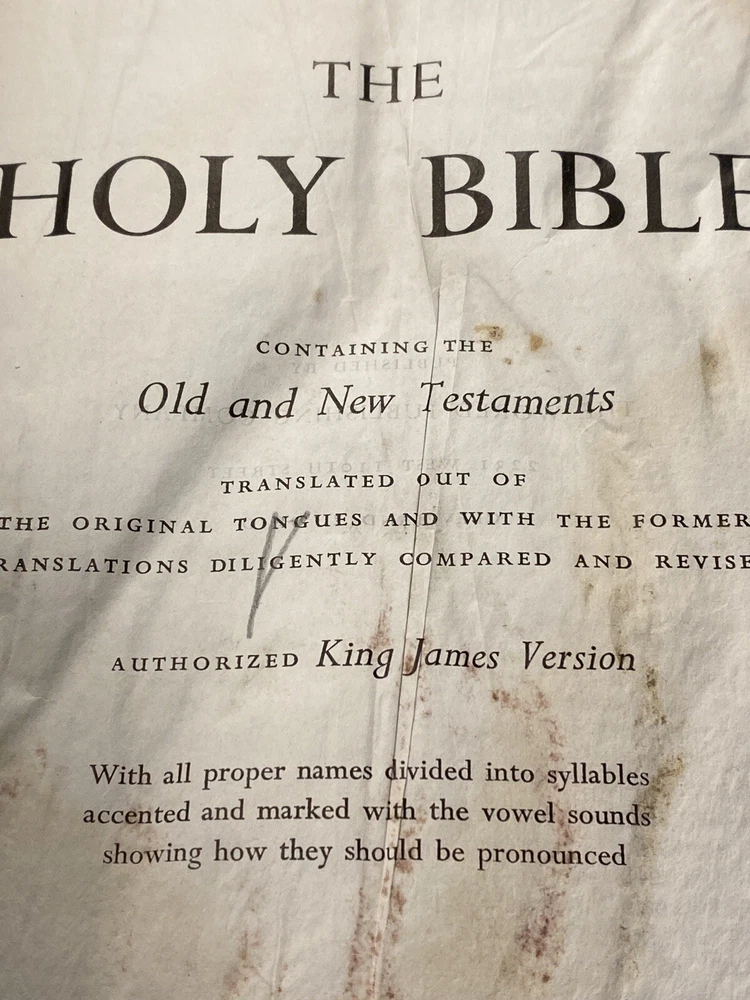 THE
HOLY BIBLE
CONTAINING THE
Old and New Testaments
TRANSLATED OUT OF
THE ORIGINAL TONGUES AND WITH THE FORMER
RANSLATIONS DILIGENTLY COMPARED AND REVISE
AUTHORIZED King James Version
With all proper names divided into syllables
accented and marked with the vowel sounds
showing how they should be pronounced